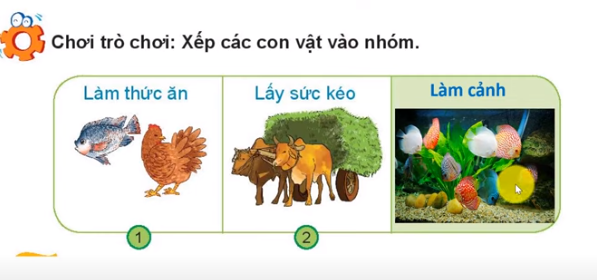 Chơi trò chơi: Xếp các con vật vào nhóm.
Làm thức ăn
Lấy sức kéo
Làm cảnh
1
2